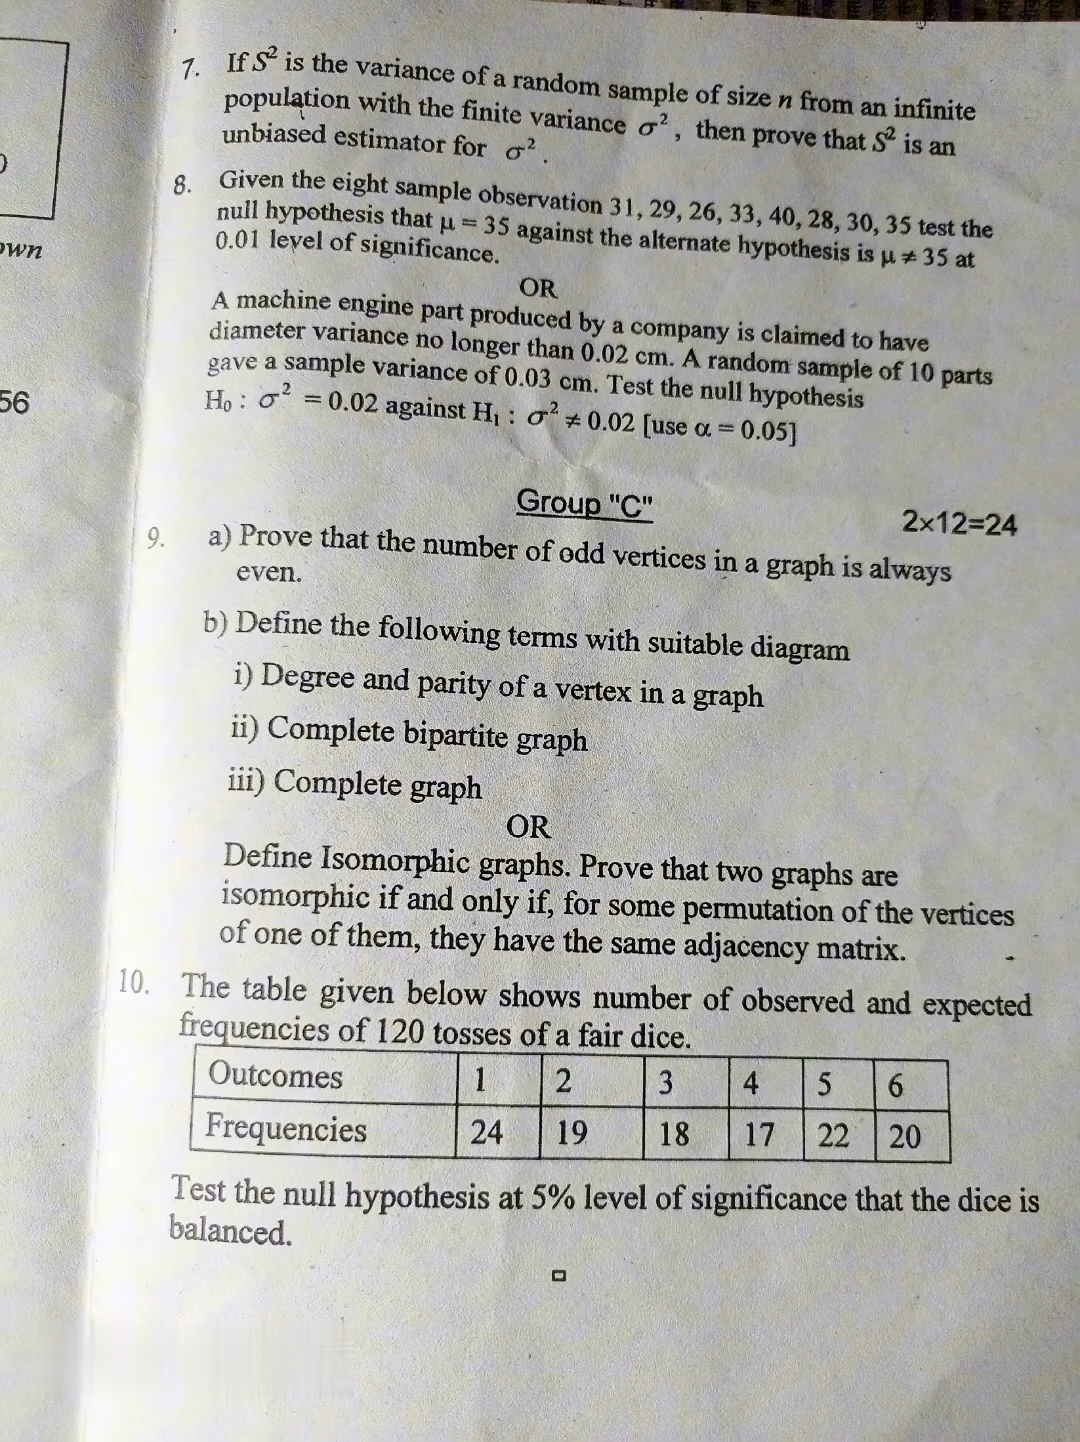 7. If S² is the variance of a random sample of size n from an infinite
population with the finite variance σ², then prove that S² is an
unbiased estimator for σ².
8. Given the eight sample observation 31, 29, 26, 33, 40, 28, 30, 35 test the
null hypothesis that μ = 35 against the alternate hypothesis is μ ≠ 35 at
0.01 level of significance.
OR
A machine engine part produced by a company is claimed to have
diameter variance no longer than 0.02 cm. A random sample of 10 parts
gave a sample variance of 0.03 cm. Test the null hypothesis
H₀ : σ² = 0.02 against H₁ : σ² ≠ 0.02 [use α = 0.05]
own
56
Group "C"
2×12=24
9. a) Prove that the number of odd vertices in a graph is always
even.
b) Define the following terms with suitable diagram
i) Degree and parity of a vertex in a graph
ii) Complete bipartite graph
iii) Complete graph
OR
Define Isomorphic graphs. Prove that two graphs are
isomorphic if and only if, for some permutation of the vertices
of one of them, they have the same adjacency matrix.
10. The table given below shows number of observed and expected
frequencies of 120 tosses of a fair dice.
Outcomes 1 2 3 4 5 6
Frequencies 24 19 18 17 22 20
Test the null hypothesis at 5% level of significance that the dice is
balanced.